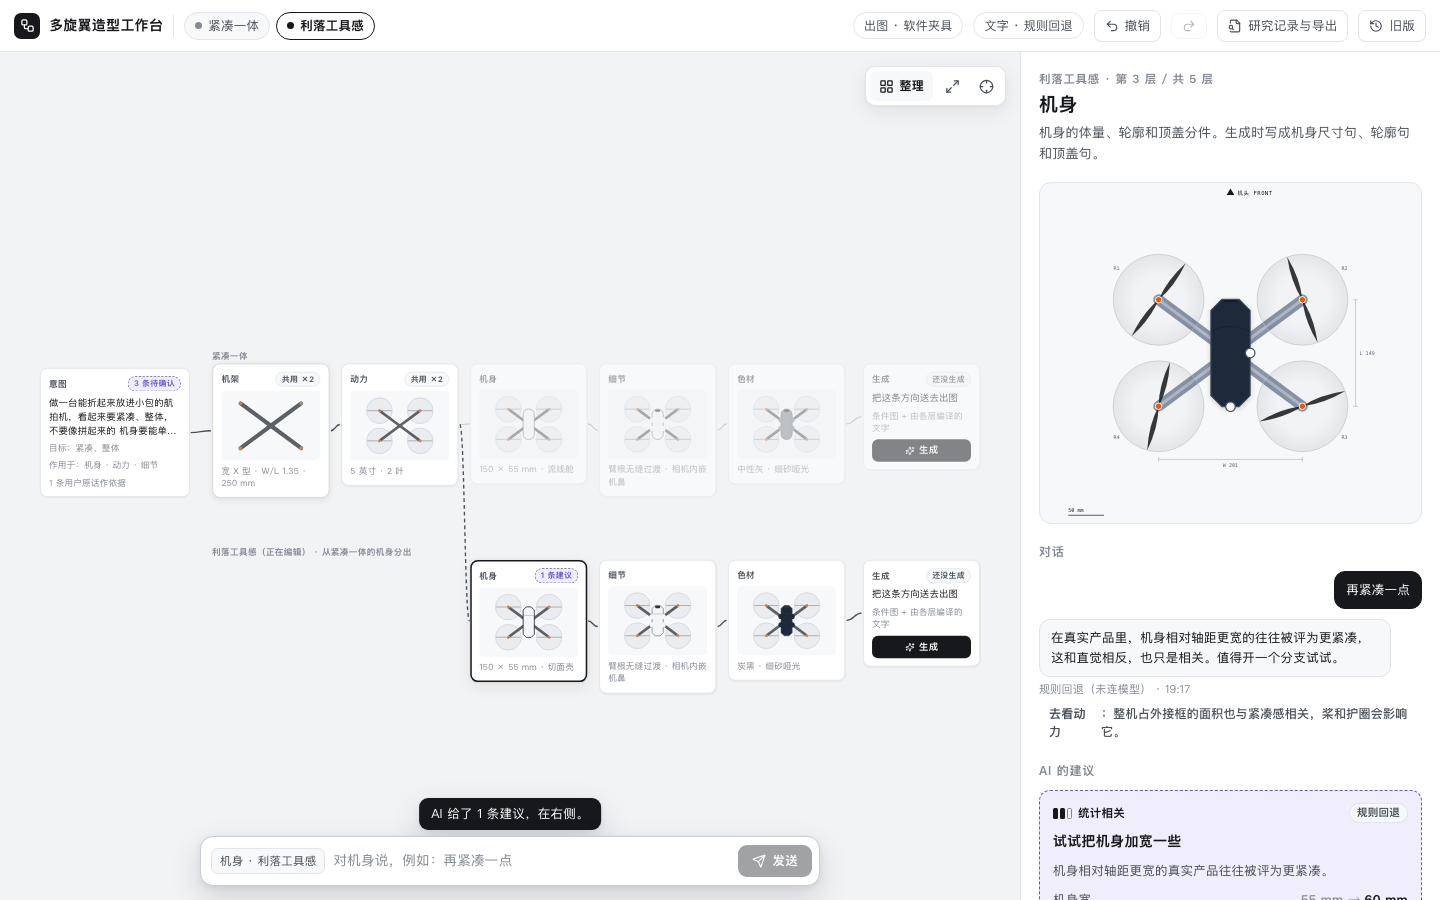 多旋翼造型工作台
紧凑一体
利落工具感
出图 · 软件夹具
文字 · 规则回退
撤销
研究记录与导出
旧版
整理
紧凑一体
意图
3 条待确认
做一台能折起来放进小包的航
拍机，看起来要紧凑、整体，
不要像拼起来的 机身要能单…
目标：紧凑、整体
作用于：机身 · 动力 · 细节
1 条用户原话作依据
机架
共用 ×2
宽 X 型 · W/L 1.35 ·
250 mm
动力
共用 ×2
5 英寸 · 2 叶
机身
150 × 55 mm · 流线舱
细节
臂根无缝过渡 · 相机内嵌
机鼻
色材
中性灰 · 细砂哑光
生成
还没生成
把这条方向送去出图
条件图 + 由各层编译的
文字
生成
利落工具感（正在编辑） · 从紧凑一体的机身分出
机身
1 条建议
150 × 55 mm · 切面壳
细节
臂根无缝过渡 · 相机内嵌
机鼻
色材
炭黑 · 细砂哑光
生成
还没生成
把这条方向送去出图
条件图 + 由各层编译的
文字
生成
AI 给了 1 条建议，在右侧。
机身 · 利落工具感
对机身说，例如：再紧凑一点
发送
利落工具感 · 第 3 层 / 共 5 层
机身
机身的体量、轮廓和顶盖分件。生成时写成机身尺寸句、轮廓句
和顶盖句。
机头 FRONT
R1
R2
L 149
R4
R3
W 201
50 mm
对话
再紧凑一点
在真实产品里，机身相对轴距更宽的往往被评为更紧凑，
这和直觉相反，也只是相关。值得开一个分支试试。
规则回退（未连模型） · 19:17
去看动力
：整机占外接框的面积也与紧凑感相关，桨和护圈会影响
它。
AI 的建议
统计相关
规则回退
试试把机身加宽一些
机身相对轴距更宽的真实产品往往被评为更紧凑。
机身宽
55 mm → 60 mm